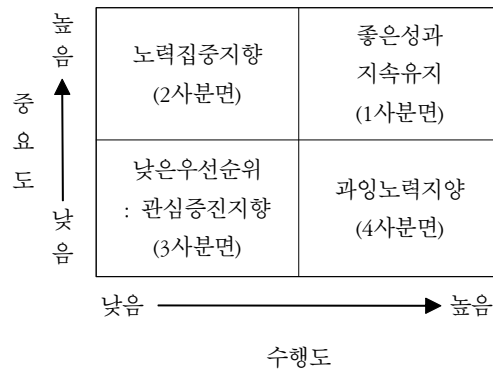 높음
중요도
낮음
노력집중지향
(2사분면)
좋은성과
지속유지
(1사분면)
낮은우선순위
: 관심증진지향
(3사분면)
과잉노력지양
(4사분면)
낮음
높음
수행도